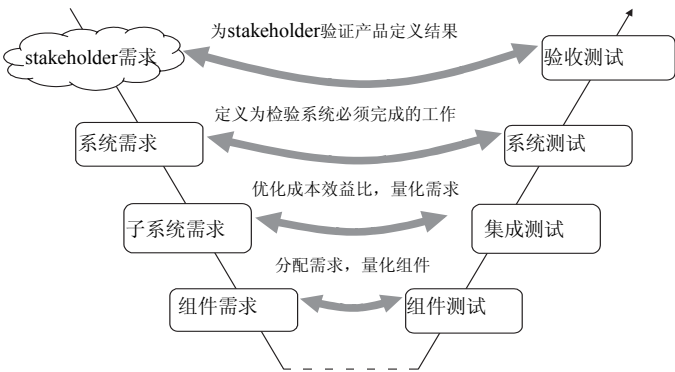 为stakeholder验证产品定义结果
stakeholder需求
验收测试
定义为检验系统必须完成的工作
系统需求
系统测试
优化成本效益比，量化需求
子系统需求
集成测试
分配需求，量化组件
组件需求
组件测试